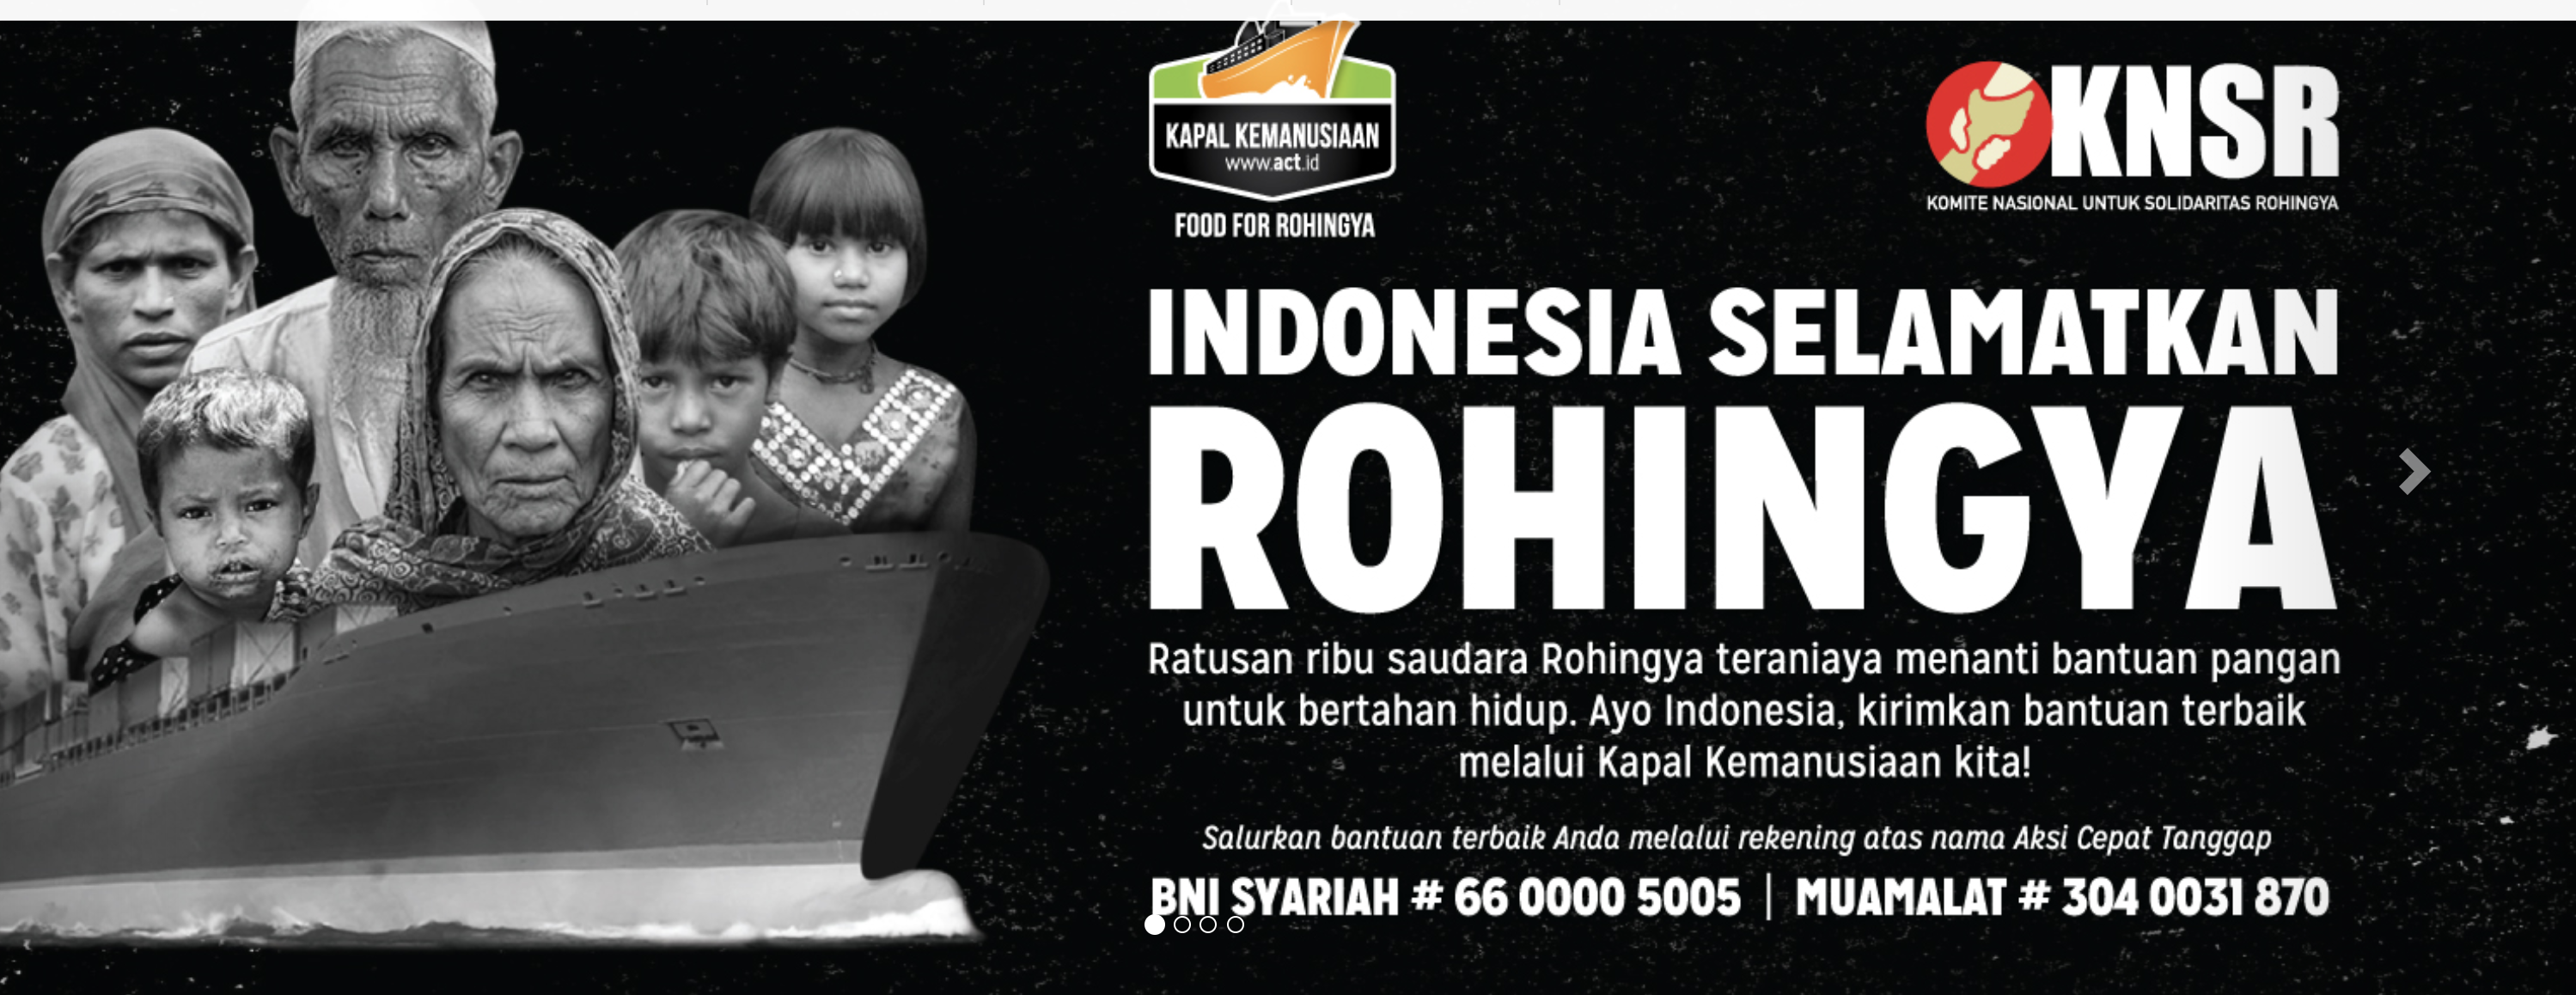 KAPAL KEMANUSIAAN
www.act.id
FOOD FOR ROHINGYA
KNSR
KOMITE NASIONAL UNTUK SOLIDARITAS ROHINGYA
INDONESIA SELAMATKAN
ROHINGYA
Ratusan ribu saudara Rohingya teraniaya menanti bantuan pangan
untuk bertahan hidup. Ayo Indonesia, kirimkan bantuan terbaik
melalui Kapal Kemanusiaan kita!
Salurkan bantuan terbaik Anda melalui rekening atas nama Aksi Cepat Tanggap
BNI SYARIAH # 66 0000 5005 | MUAMALAT # 304 0031 870